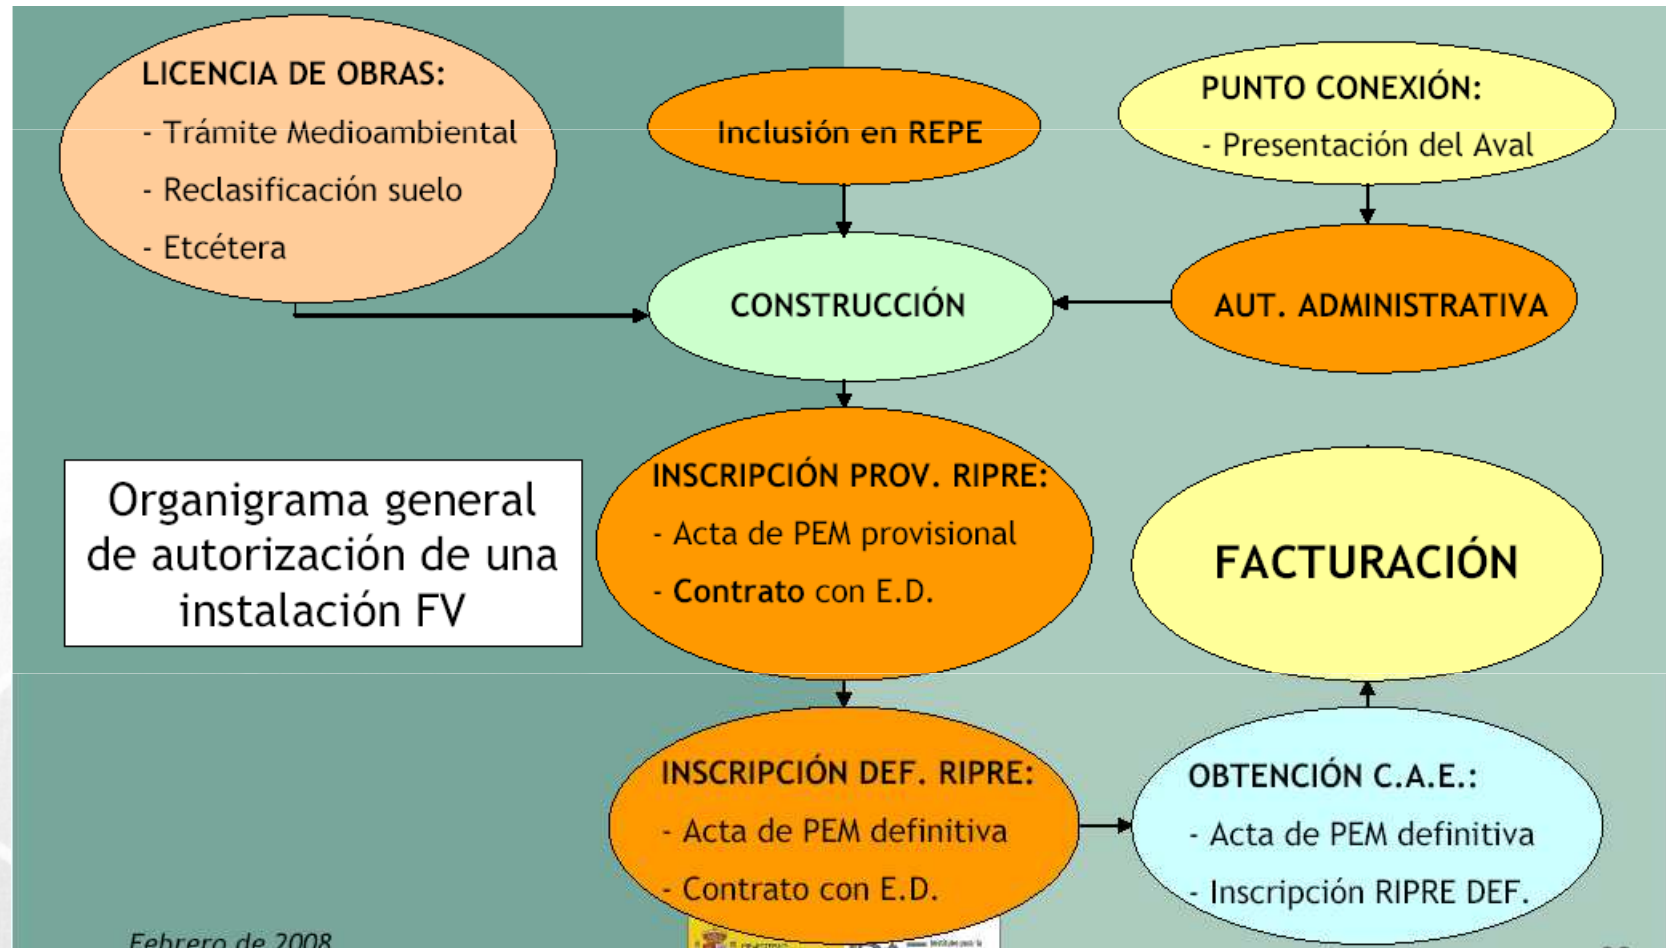 LICENCIA DE OBRAS:
- Trámite Medioambiental
- Reclasificación suelo
- Etcétera
Inclusión en REPE
PUNTO CONEXIÓN:
- Presentación del Aval
CONSTRUCCIÓN
AUT. ADMINISTRATIVA
Organigrama general
de autorización de una
instalación FV
INSCRIPCIÓN PROV. RIPRE:
- Acta de PEM provisional
- Contrato con E.D.
FACTURACIÓN
INSCRIPCIÓN DEF. RIPRE:
- Acta de PEM definitiva
- Contrato con E.D.
OBTENCIÓN C.A.E.:
- Acta de PEM definitiva
- Inscripción RIPRE DEF.
Febrero de 2008